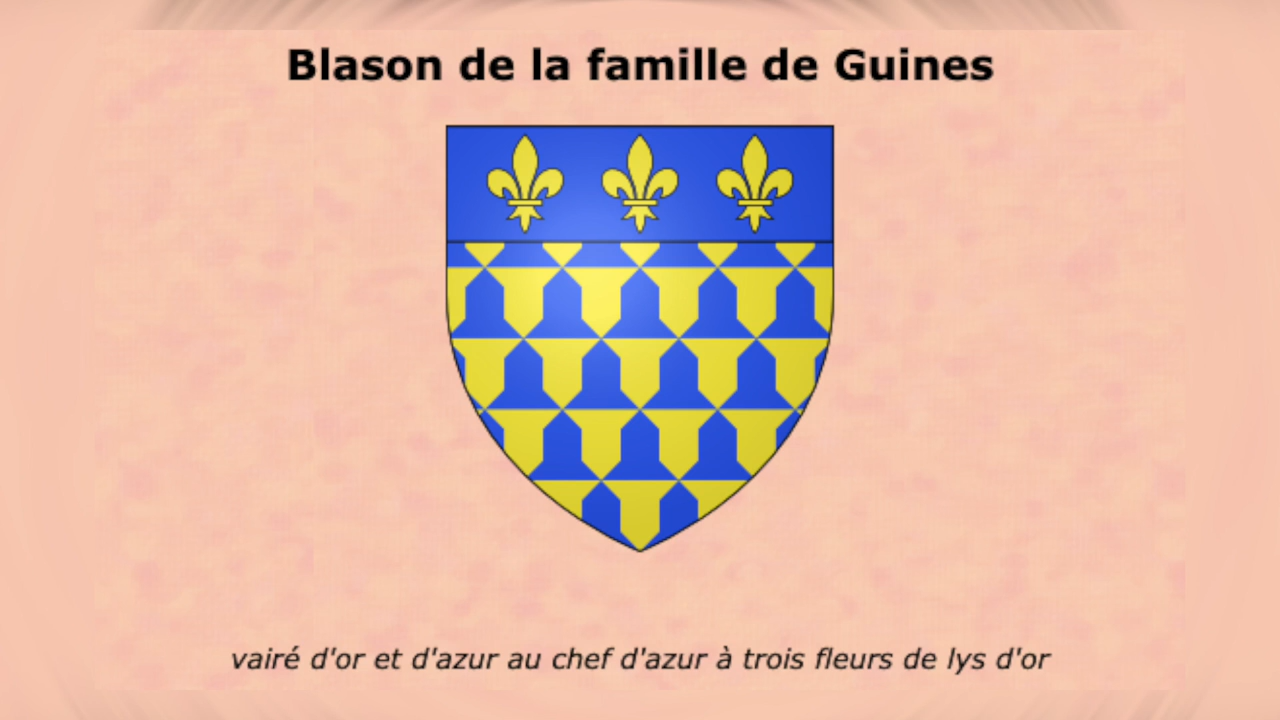 Blason de la famille de Guines
vairé d'or et d'azur au chef d'azur à trois fleurs de lys d'or